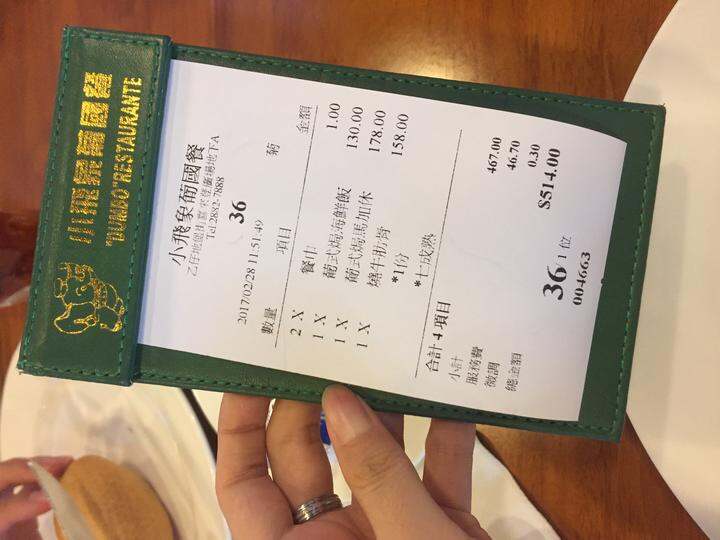 小飛象葡國餐
"DUMBO"RESTAURANTE
小飛象葡國餐
Tel:2882-7888
36
2017/02/28 11:51:49 葡
數量 項目 金額
2 X 餐巾 1.00
1 X 葡式焗海鮮飯 130.00
1 X 葡式焗馬加休 178.00
1 X 燒牛肋骨 158.00
*1份
*七成熟
合計 4 項目
小計 467.00
服務費 46.70
微調 0.30
總金額 $514.00
36 1 位
004663